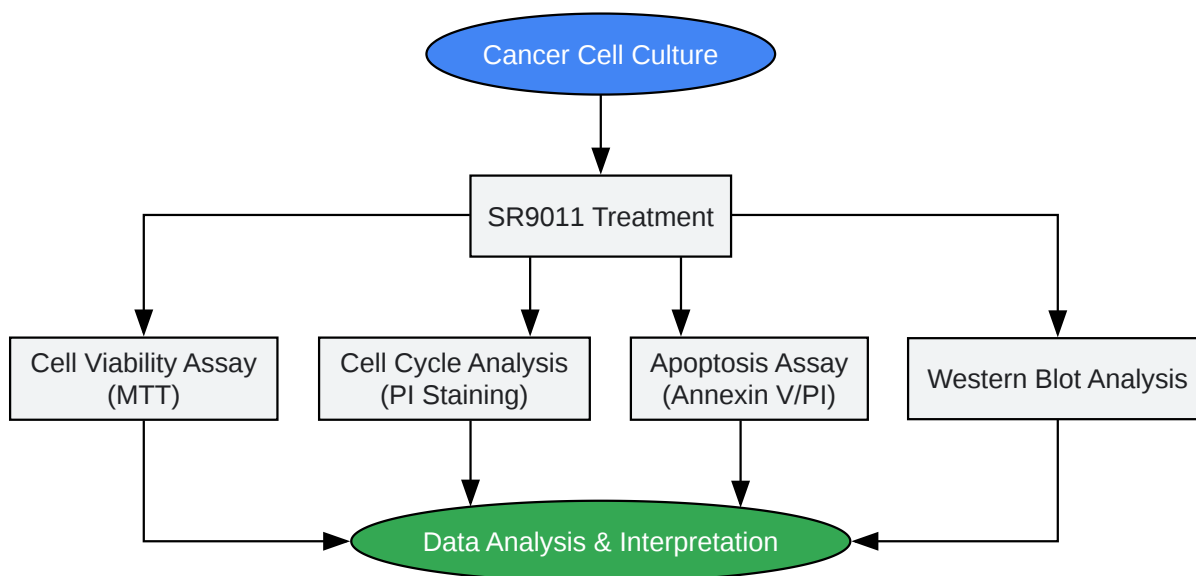 Cancer Cell Culture
SR9011 Treatment
Cell Viability Assay
(MTT)
Cell Cycle Analysis
(PI Staining)
Apoptosis Assay
(Annexin V/PI)
Western Blot Analysis
Data Analysis & Interpretation